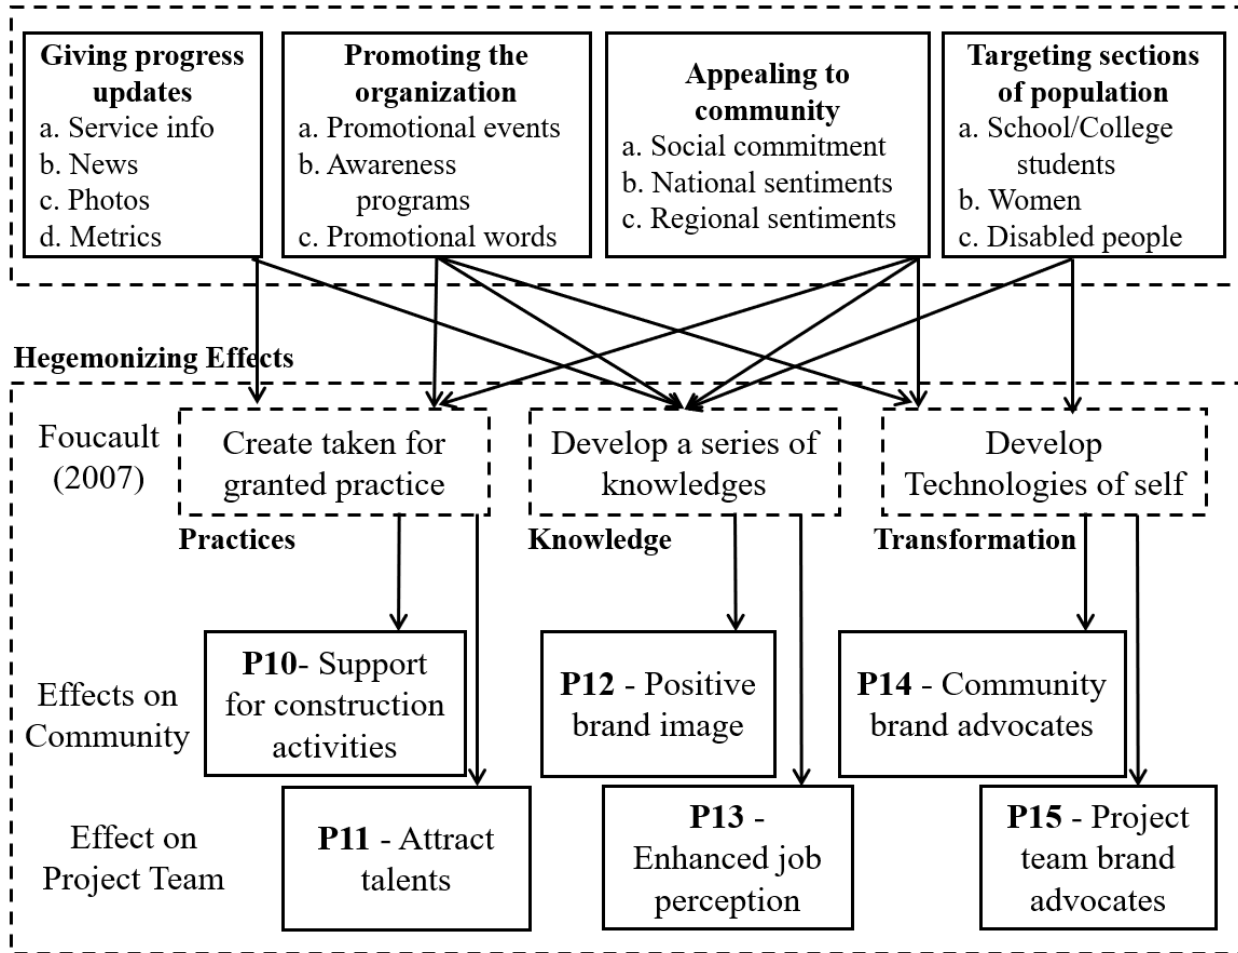 Giving progress
updates
a. Service info
b. News
c. Photos
d. Metrics
Promoting the
organization
a. Promotional events
b. Awareness
programs
c. Promotional words
Appealing to
community
a. Social commitment
b. National sentiments
c. Regional sentiments
Targeting sections
of population
a. School/College
students
b. Women
c. Disabled people
Hegemonizing Effects
Foucault
(2007)
Create taken for
granted practice
Develop a series of
knowledges
Develop
Technologies of self
Practices
Knowledge
Transformation
Effects on
Community
P10- Support
for construction
activities
P12 - Positive
brand image
P14 - Community
brand advocates
Effect on
Project Team
P11 - Attract
talents
P13 -
Enhanced job
perception
P15 - Project
team brand
advocates